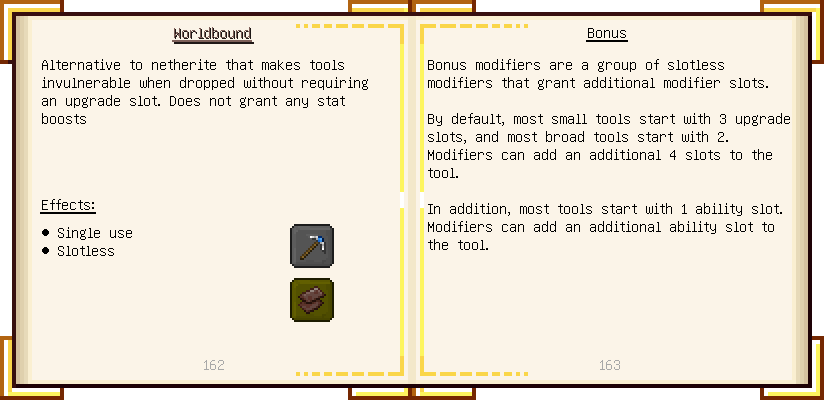 Worldbound
Alternative to netherite that makes tools
invulnerable when dropped without requiring
an upgrade slot. Does not grant any stat
boosts
Effects:
● Single use
● Slotless
162
Bonus
Bonus modifiers are a group of slotless
modifiers that grant additional modifier slots.
By default, most small tools start with 3 upgrade
slots, and most broad tools start with 2.
Modifiers can add an additional 4 slots to the
tool.
In addition, most tools start with 1 ability slot.
Modifiers can add an additional ability slot to
the tool.
163